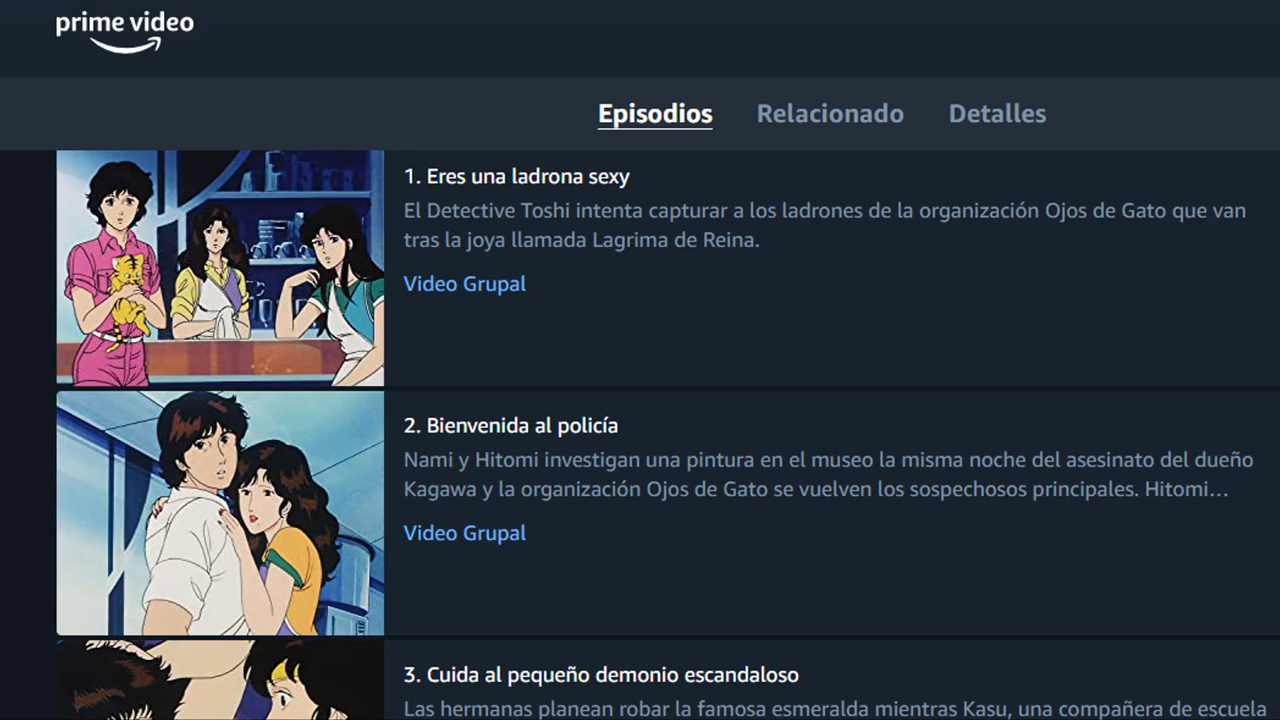 prime video
Episodios Relacionado Detalles
1. Eres una ladrona sexy
El Detective Toshi intenta capturar a los ladrones de la organización Ojos de Gato que van
tras la joya llamada Lagrima de Reina.
Video Grupal
2. Bienvenida al policía
Nami y Hitomi investigan una pintura en el museo la misma noche del asesinato del dueño
Kagawa y la organización Ojos de Gato se vuelven los sospechosos principales. Hitomi...
Video Grupal
3. Cuida al pequeño demonio escandaloso
Las hermanas planean robar la famosa esmeralda mientras Kasu, una compañera de escuela